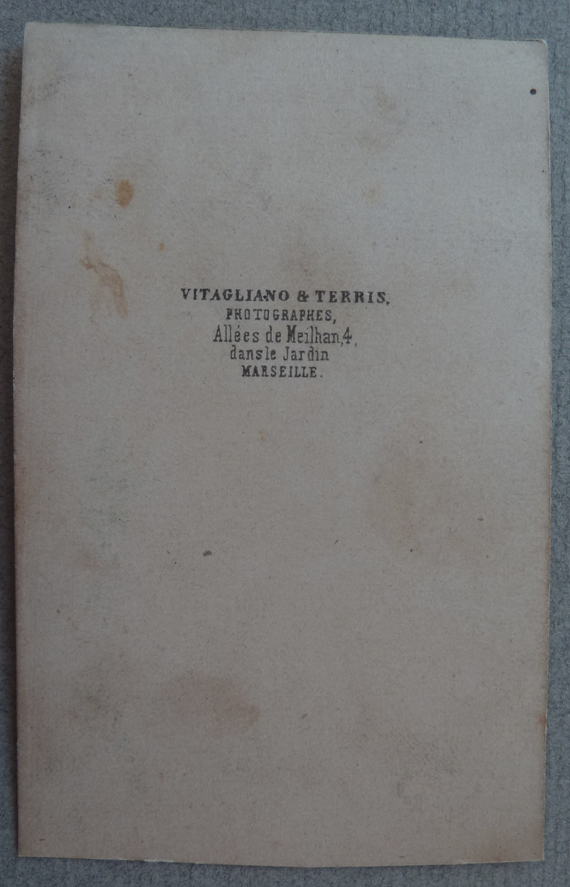 VITAGLIANO & TERRIS,
PHOTOGRAPHES,
Allées de Meilhan,4,
dans le Jardin
MARSEILLE.